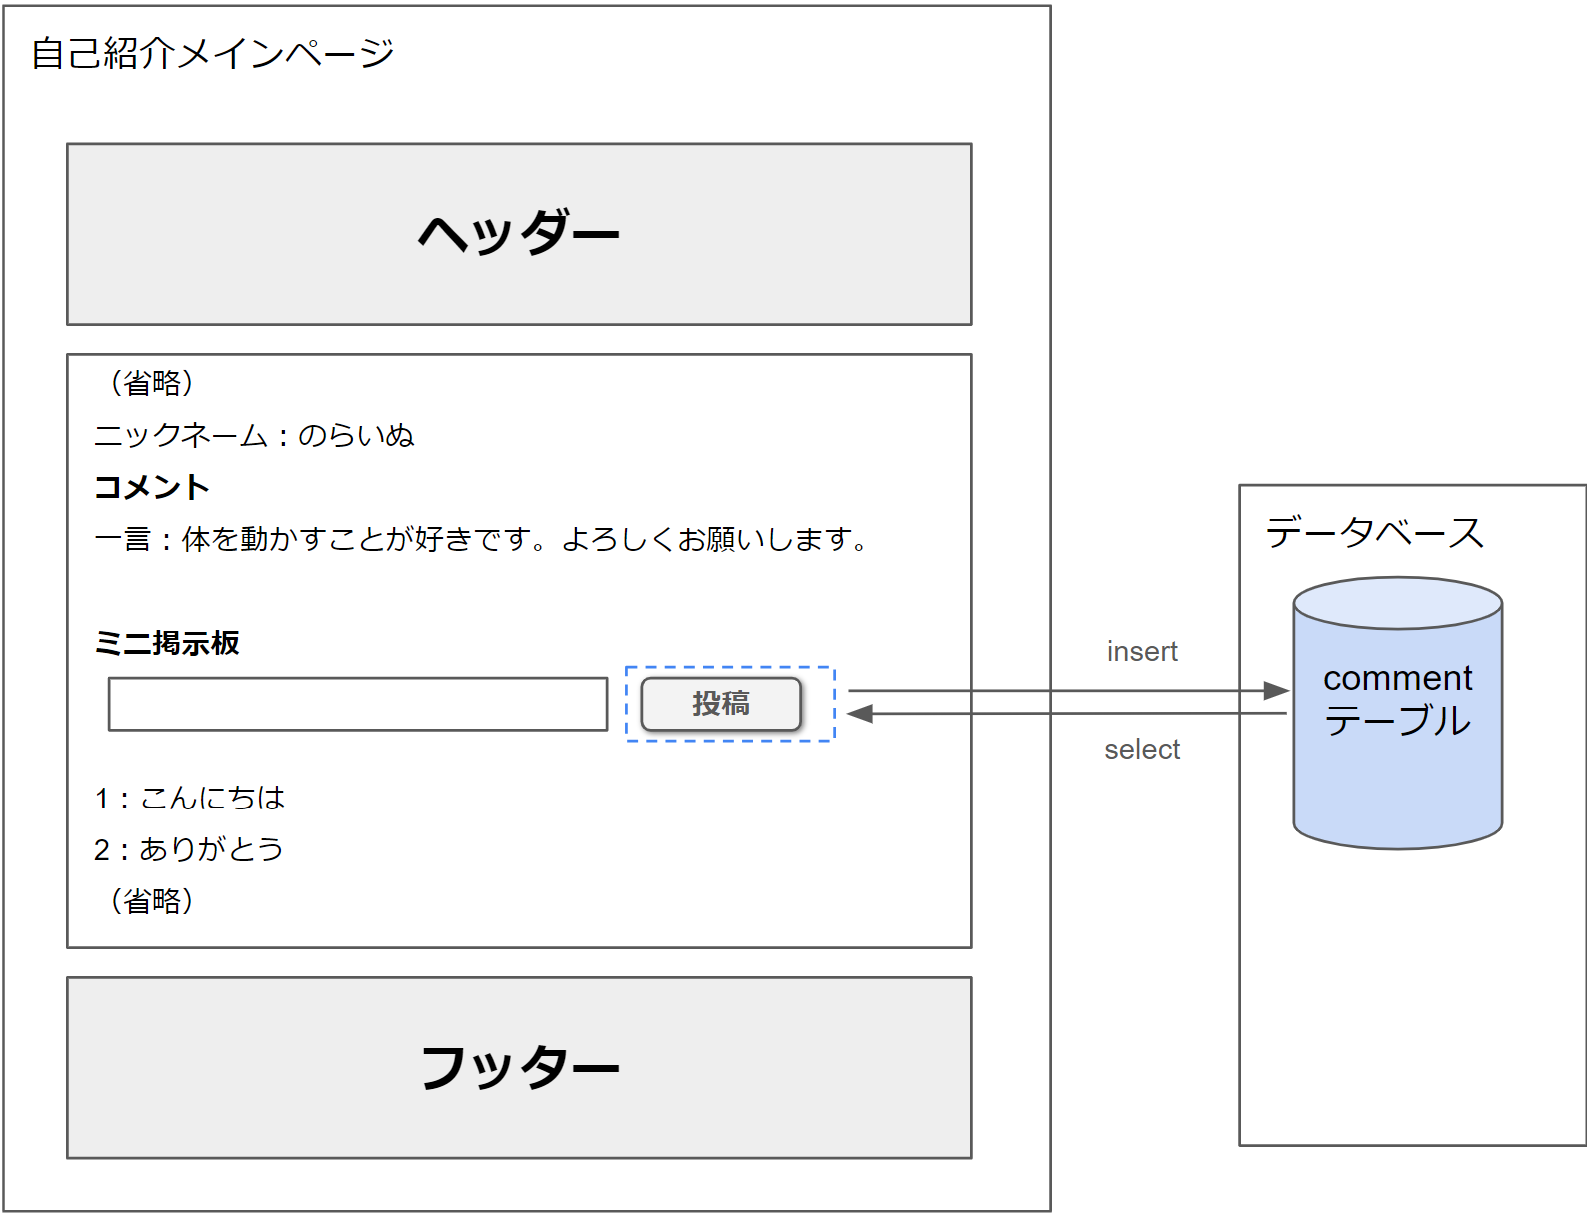 自己紹介メインページ
ヘッダー
（省略）
ニックネーム：のらいぬ
コメント
一言：体を動かすことが好きです。よろしくお願いします。
ミニ掲示板
投稿
1：こんにちは
2：ありがとう
（省略）
フッター
insert
select
データベース
comment
テーブル